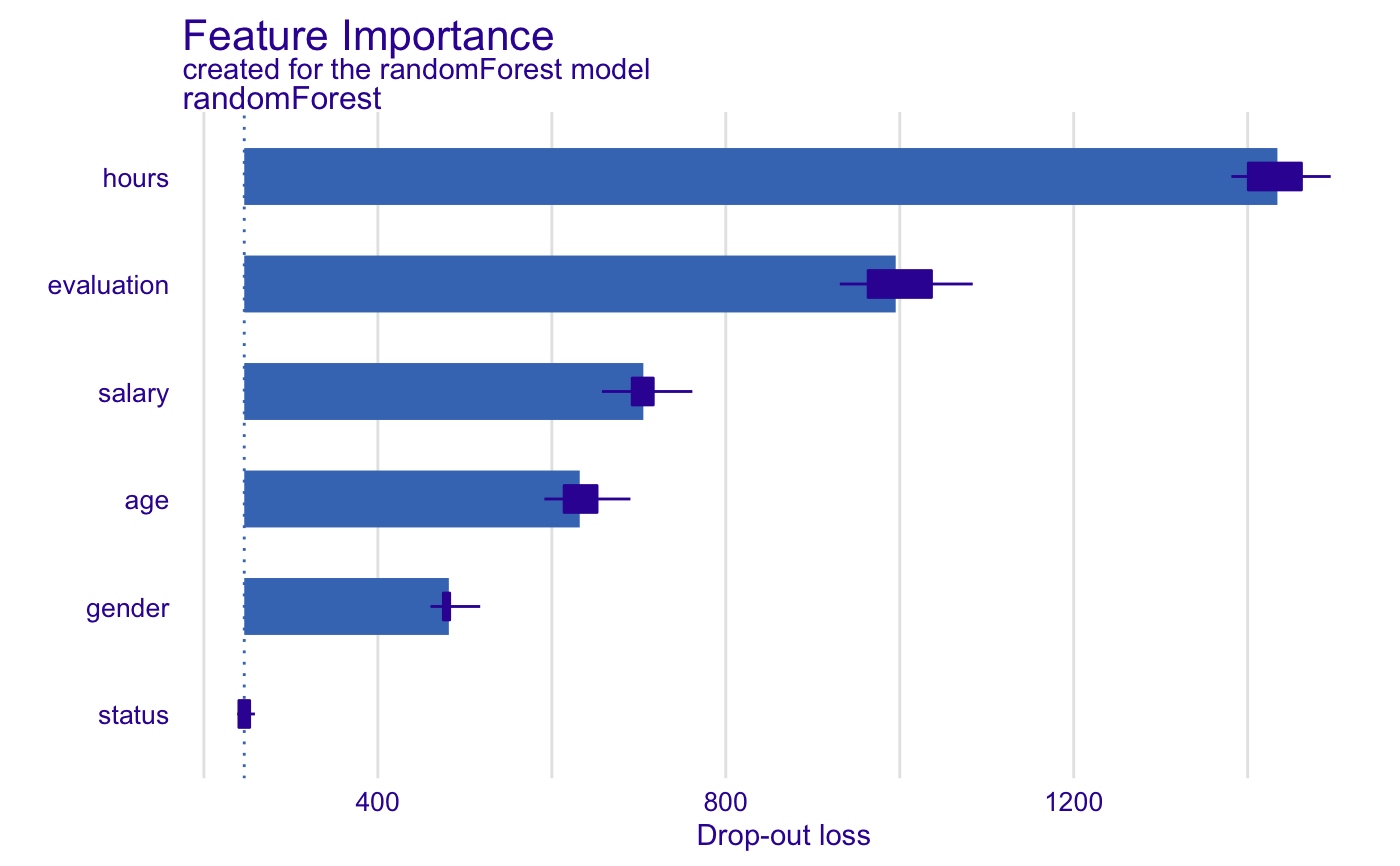 Feature Importance
created for the randomForest model
randomForest
hours
evaluation
salary
age
gender
status
400 800 1200
Drop-out loss